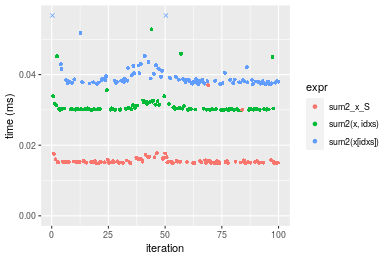 time (ms)
0.04
0.02
0.00
0
25
50
75
100
iteration
expr
sum2_x_S
sum2(x, idxs)
sum2(x[idxs])